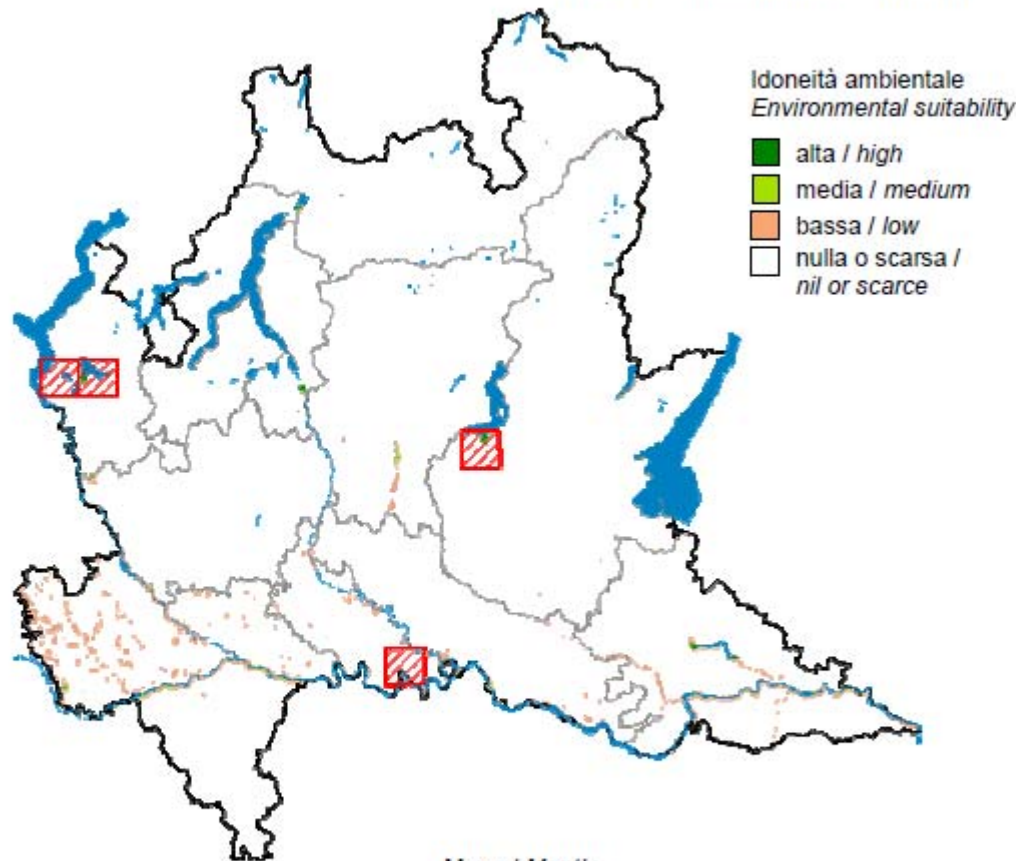 Idoneità ambientale
Environmental suitability
alta / high
media / medium
bassa / low
nulla o scarsa /
nil or scarce